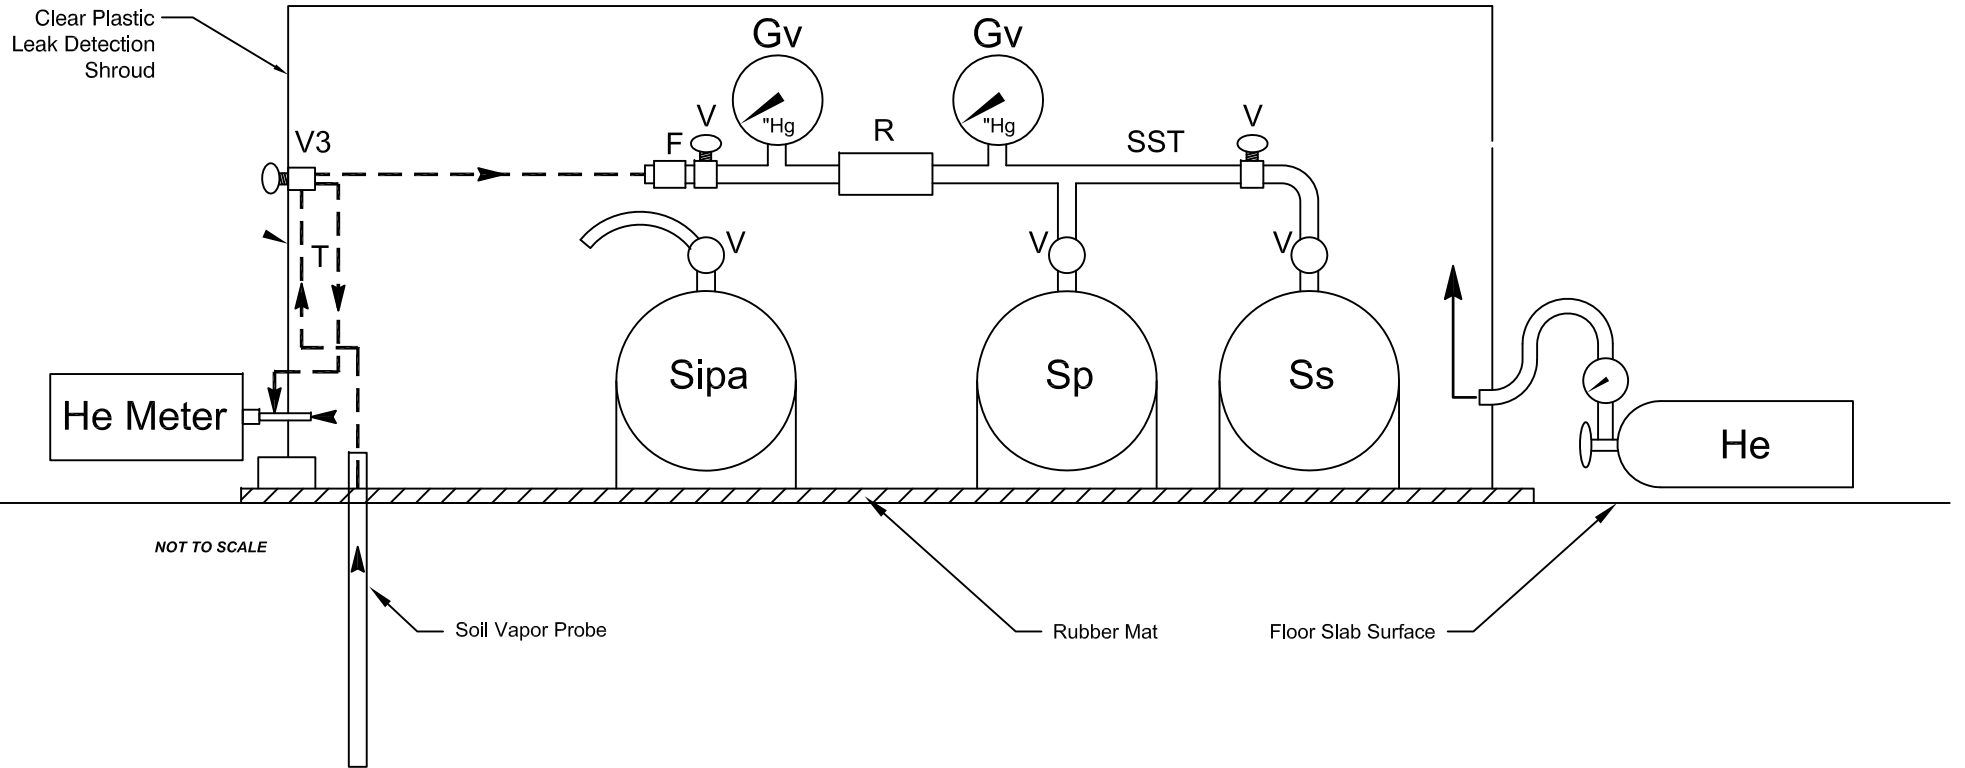 Clear Plastic
Leak Detection
Shroud
Gv
Gv
"Hg
"Hg
V3
F
V
R
SST
V
T
V
V
V
Sipa
Sp
Ss
He Meter
He
NOT TO SCALE
Soil Vapor Probe
Rubber Mat
Floor Slab Surface